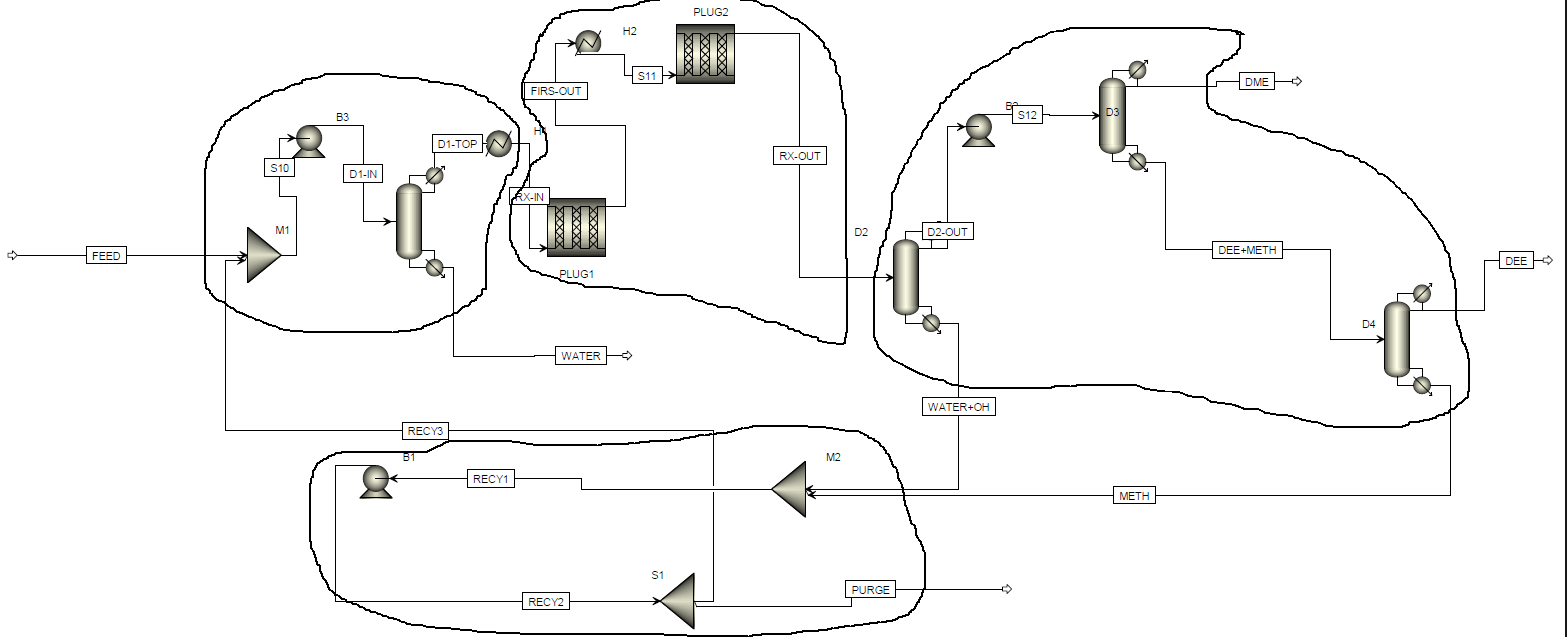 PLUG2
H2
S11
FIRS-OUT
B3
S10
D1-IN
D1-TOP
RX-IN
PLUG1
M1
FEED
WATER
RX-OUT
D2
D2-OUT
S12
D3
DME
DEE+METH
D4
DEE
WATER+OH
METH
RECY3
B1
RECY1
M2
RECY2
S1
PURGE